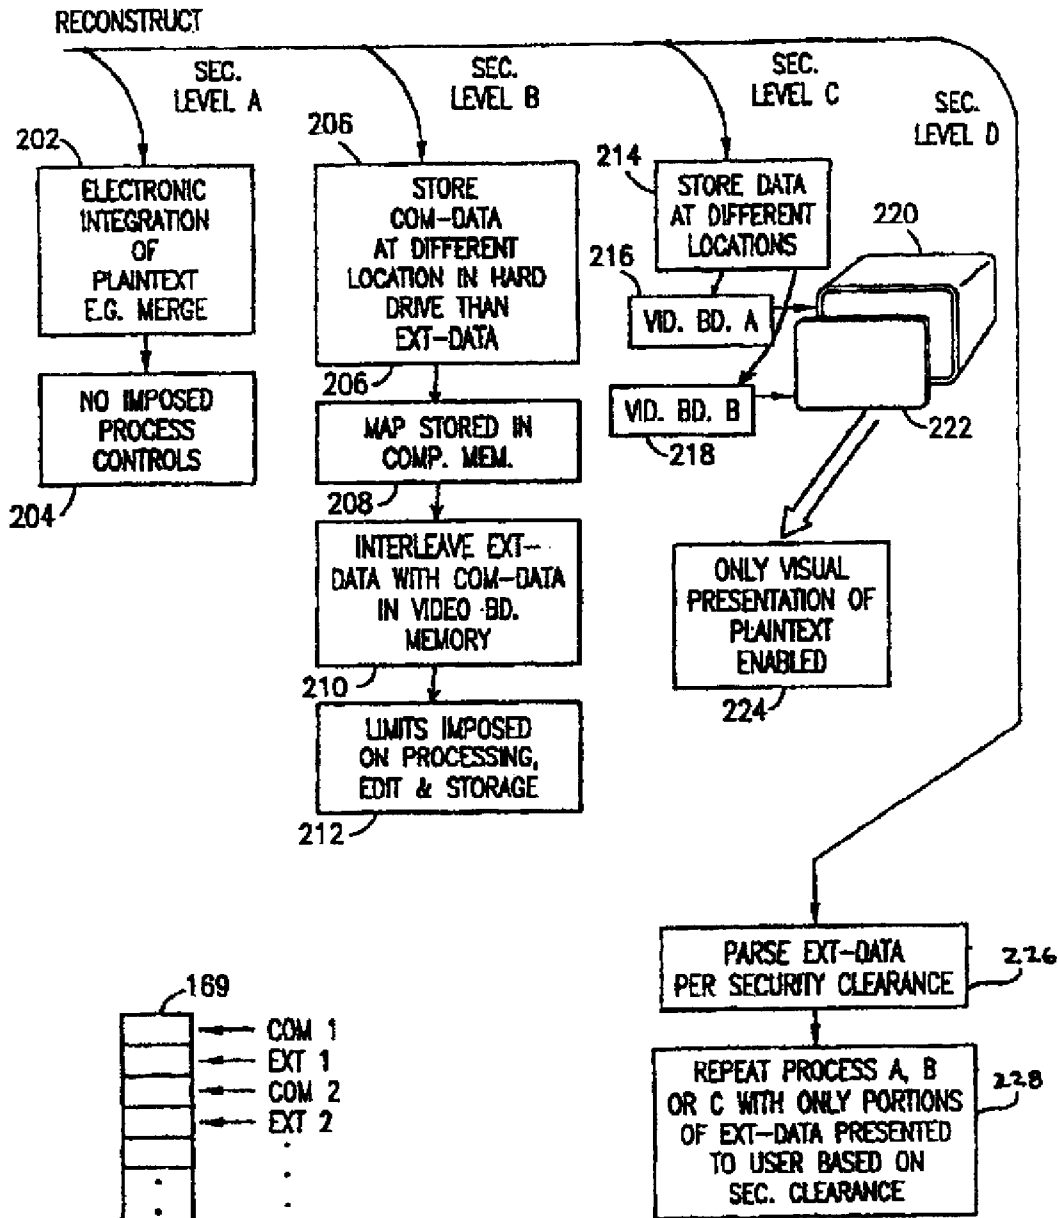 RECONSTRUCT
SEC.
LEVEL A
SEC.
LEVEL B
SEC.
LEVEL C
SEC.
LEVEL D
202
ELECTRONIC
INTEGRATION
OF
PLAINTEXT
E.G. MERGE
NO IMPOSED
PROCESS
CONTROLS
204
206
STORE
COM-DATA
AT DIFFERENT
LOCATION IN HARD
DRIVE THAN
EXT-DATA
206
MAP STORED IN
COMP. MEM.
208
INTERLEAVE EXT-
DATA WITH COM-DATA
IN VIDEO BD.
MEMORY
210
LIMITS IMPOSED
ON PROCESSING,
EDIT & STORAGE
212
214
STORE DATA
AT DIFFERENT
LOCATIONS
216
VID. BD. A
VID. BD. B
218
220
222
ONLY VISUAL
PRESENTATION OF
PLAINTEXT
ENABLED
224
PARSE EXT-DATA
PER SECURITY CLEARANCE
226
REPEAT PROCESS A, B
OR C WITH ONLY PORTIONS
OF EXT-DATA PRESENTED
TO USER BASED ON
SEC. CLEARANCE
228
169
COM 1
EXT 1
COM 2
EXT 2